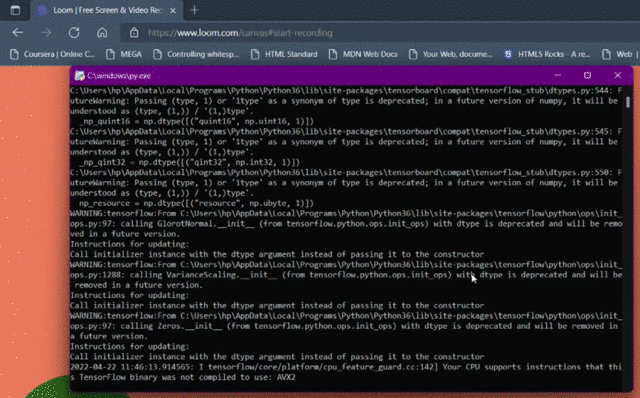 Loom | Free Screen & Video Rec
https://www.loom.com/canvas#start-recording
Coursera | Online C... MEGA Controlling whitesp... HTML Standard MDN Web Docs Your Web, docume... HTML5 Rocks - A re... Web |
C:\windows\py.exe
C:\Users\hp\AppData\Local\Programs\Python\Python36\lib\site-packages\tensorboard\compat\tensorflow_stub\dtypes.py:544: F
utureWarning: Passing (type, 1) or '1type' as a synonym of type is deprecated; in a future version of numpy, it will be
understood as (type, (1,)) / '(1,)type'.
_np_quint16 = np.dtype([("quint16", np.uint16, 1)])
C:\Users\hp\AppData\Local\Programs\Python\Python36\lib\site-packages\tensorboard\compat\tensorflow_stub\dtypes.py:545: F
utureWarning: Passing (type, 1) or '1type' as a synonym of type is deprecated; in a future version of numpy, it will be
understood as (type, (1,)) / '(1,)type'.
_np_qint32 = np.dtype([("qint32", np.int32, 1)])
C:\Users\hp\AppData\Local\Programs\Python\Python36\lib\site-packages\tensorboard\compat\tensorflow_stub\dtypes.py:550: F
utureWarning: Passing (type, 1) or '1type' as a synonym of type is deprecated; in a future version of numpy, it will be
understood as (type, (1,)) / '(1,)type'.
np_resource = np.dtype([("resource", np.ubyte, 1)])
WARNING:tensorflow:From C:\Users\hp\AppData\Local\Programs\Python\Python36\lib\site-packages\tensorflow\python\ops\init_
ops.py:97: calling GlorotNormal.__init__ (from tensorflow.python.ops.init_ops) with dtype is deprecated and will be remo
ved in a future version.
Instructions for updating:
Call initializer instance with the dtype argument instead of passing it to the constructor
WARNING:tensorflow:From C:\Users\hp\AppData\Local\Programs\Python\Python36\lib\site-packages\tensorflow\python\ops\init_
ops.py:1288: calling VarianceScaling.__init__ (from tensorflow.python.ops.init_ops) with dtype is deprecated and will be
removed in a future version.
Instructions for updating:
Call initializer instance with the dtype argument instead of passing it to the constructor
WARNING:tensorflow:From C:\Users\hp\AppData\Local\Programs\Python\Python36\lib\site-packages\tensorflow\python\ops\init_
ops.py:97: calling Zeros.__init__ (from tensorflow.python.ops.init_ops) with dtype is deprecated and will be removed in
a future version.
Instructions for updating:
Call initializer instance with the dtype argument instead of passing it to the constructor
2022-04-22 11:46:13.914565: I tensorflow/core/platform/cpu_feature_guard.cc:142] Your CPU supports instructions that thi
s TensorFlow binary was not compiled to use: AVX2